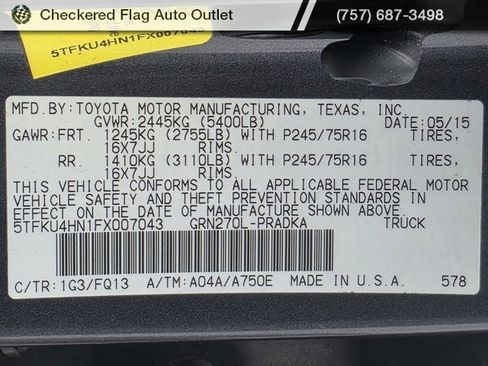 Checkered Flag Auto Outlet
(757) 687-3498
5TFKU4HN1FX007043
MFD.BY:TOYOTA MOTOR MANUFACTURING, TEXAS, INC.
GVWR:2445KG (5400LB) DATE:05/15
GAWR:FRT. 1245KG (2755LB) WITH P245/75R16 TIRES,
16X7JJ RIMS.
RR. 1410KG (3110LB) WITH P245/75R16 TIRES,
16X7JJ RIMS.
THIS VEHICLE CONFORMS TO ALL APPLICABLE FEDERAL MOTOR
VEHICLE SAFETY AND THEFT PREVENTION STANDARDS IN
EFFECT ON THE DATE OF MANUFACTURE SHOWN ABOVE.
5TFKU4HN1FX007043 GRN270L-PRADKA TRUCK
C/TR:1G3/FQ13 A/TM:A04A/A750E MADE IN U.S.A. 578